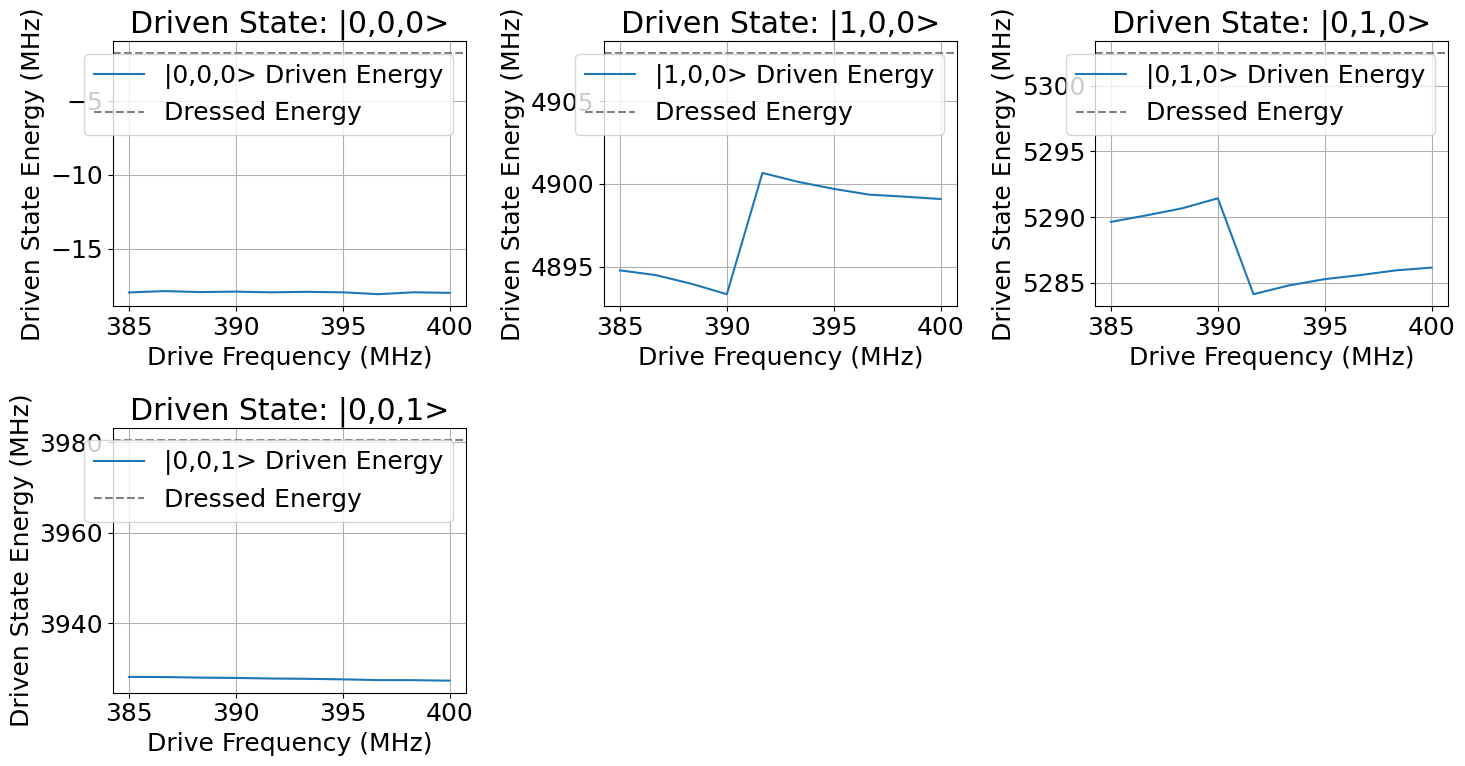 Driven State: |0,0,0>
Driven State Energy (MHz)
|0,0,0> Driven Energy
Dressed Energy
−5
−10
−15
385 390 395 400
Drive Frequency (MHz)
Driven State: |1,0,0>
Driven State Energy (MHz)
|1,0,0> Driven Energy
Dressed Energy
4905
4900
4895
385 390 395 400
Drive Frequency (MHz)
Driven State: |0,1,0>
Driven State Energy (MHz)
|0,1,0> Driven Energy
Dressed Energy
5300
5295
5290
5285
385 390 395 400
Drive Frequency (MHz)
Driven State: |0,0,1>
Driven State Energy (MHz)
|0,0,1> Driven Energy
Dressed Energy
3980
3960
3940
385 390 395 400
Drive Frequency (MHz)